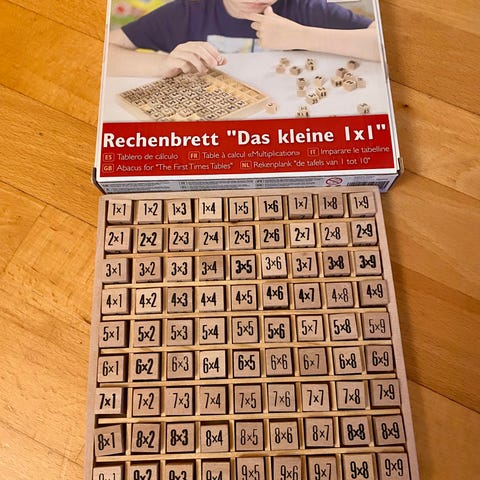 Rechenbrett "Das kleine 1x1"
ES Tablero de cálculo FR Table à calcul «Multiplication» IT Imparare le tabelline
GB Abacus for "The First Times Tables" NL Rekenplank "de tafels van 1 tot 10"
1×1 1×2 1×3 1×4 1×5 1×6 1×7 1×8 1×9
2×1 2×2 2×3 2×4 2×5 2×6 2×7 2×8 2×9
3×1 3×2 3×3 3×4 3×5 3×6 3×7 3×8 3×9
4×1 4×2 4×3 4×4 4×5 4×6 4×7 4×8 4×9
5×1 5×2 5×3 5×4 5×5 5×6 5×7 5×8 5×9
6×1 6×2 6×3 6×4 6×5 6×6 6×7 6×8 6×9
7×1 7×2 7×3 7×4 7×5 7×6 7×7 7×8 7×9
8×1 8×2 8×3 8×4 8×5 8×6 8×7 8×8 8×9
9×1 9×2 9×3 9×4 9×5 9×6 9×7 9×8 9×9